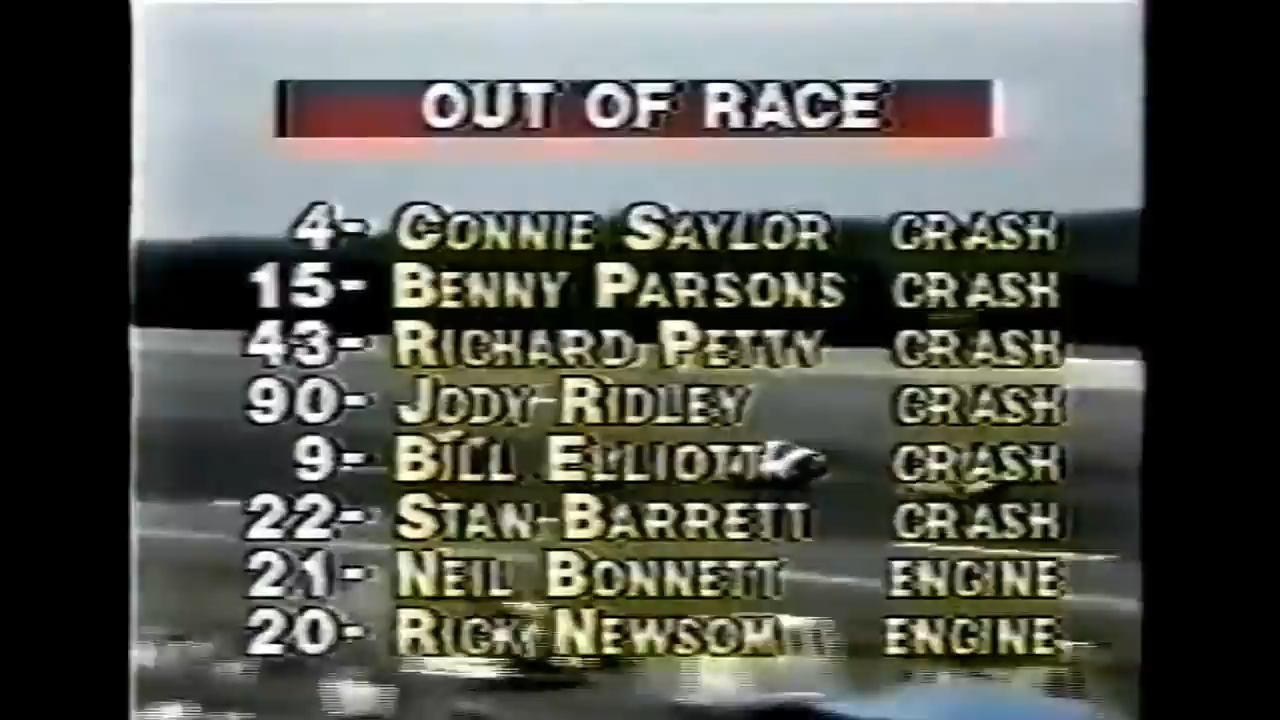 OUT OF RACE
4- CONNIE SAYLOR CRASH
15- BENNY PARSONS CRASH
43- RICHARD PETTY CRASH
90- JODY RIDLEY CRASH
9- BILL ELLIOTT CRASH
22- STAN BARRETT CRASH
21- NEIL BONNETT ENGINE
20- RICK NEWSOM ENGINE